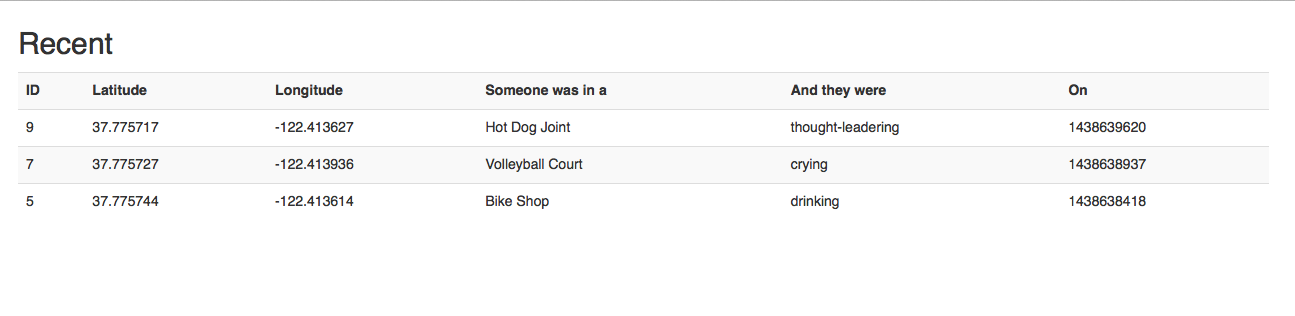 Recent
ID Latitude Longitude Someone was in a And they were On
9 37.775717 -122.413627 Hot Dog Joint thought-leadering 1438639620
7 37.775727 -122.413936 Volleyball Court crying 1438638937
5 37.775744 -122.413614 Bike Shop drinking 1438638418